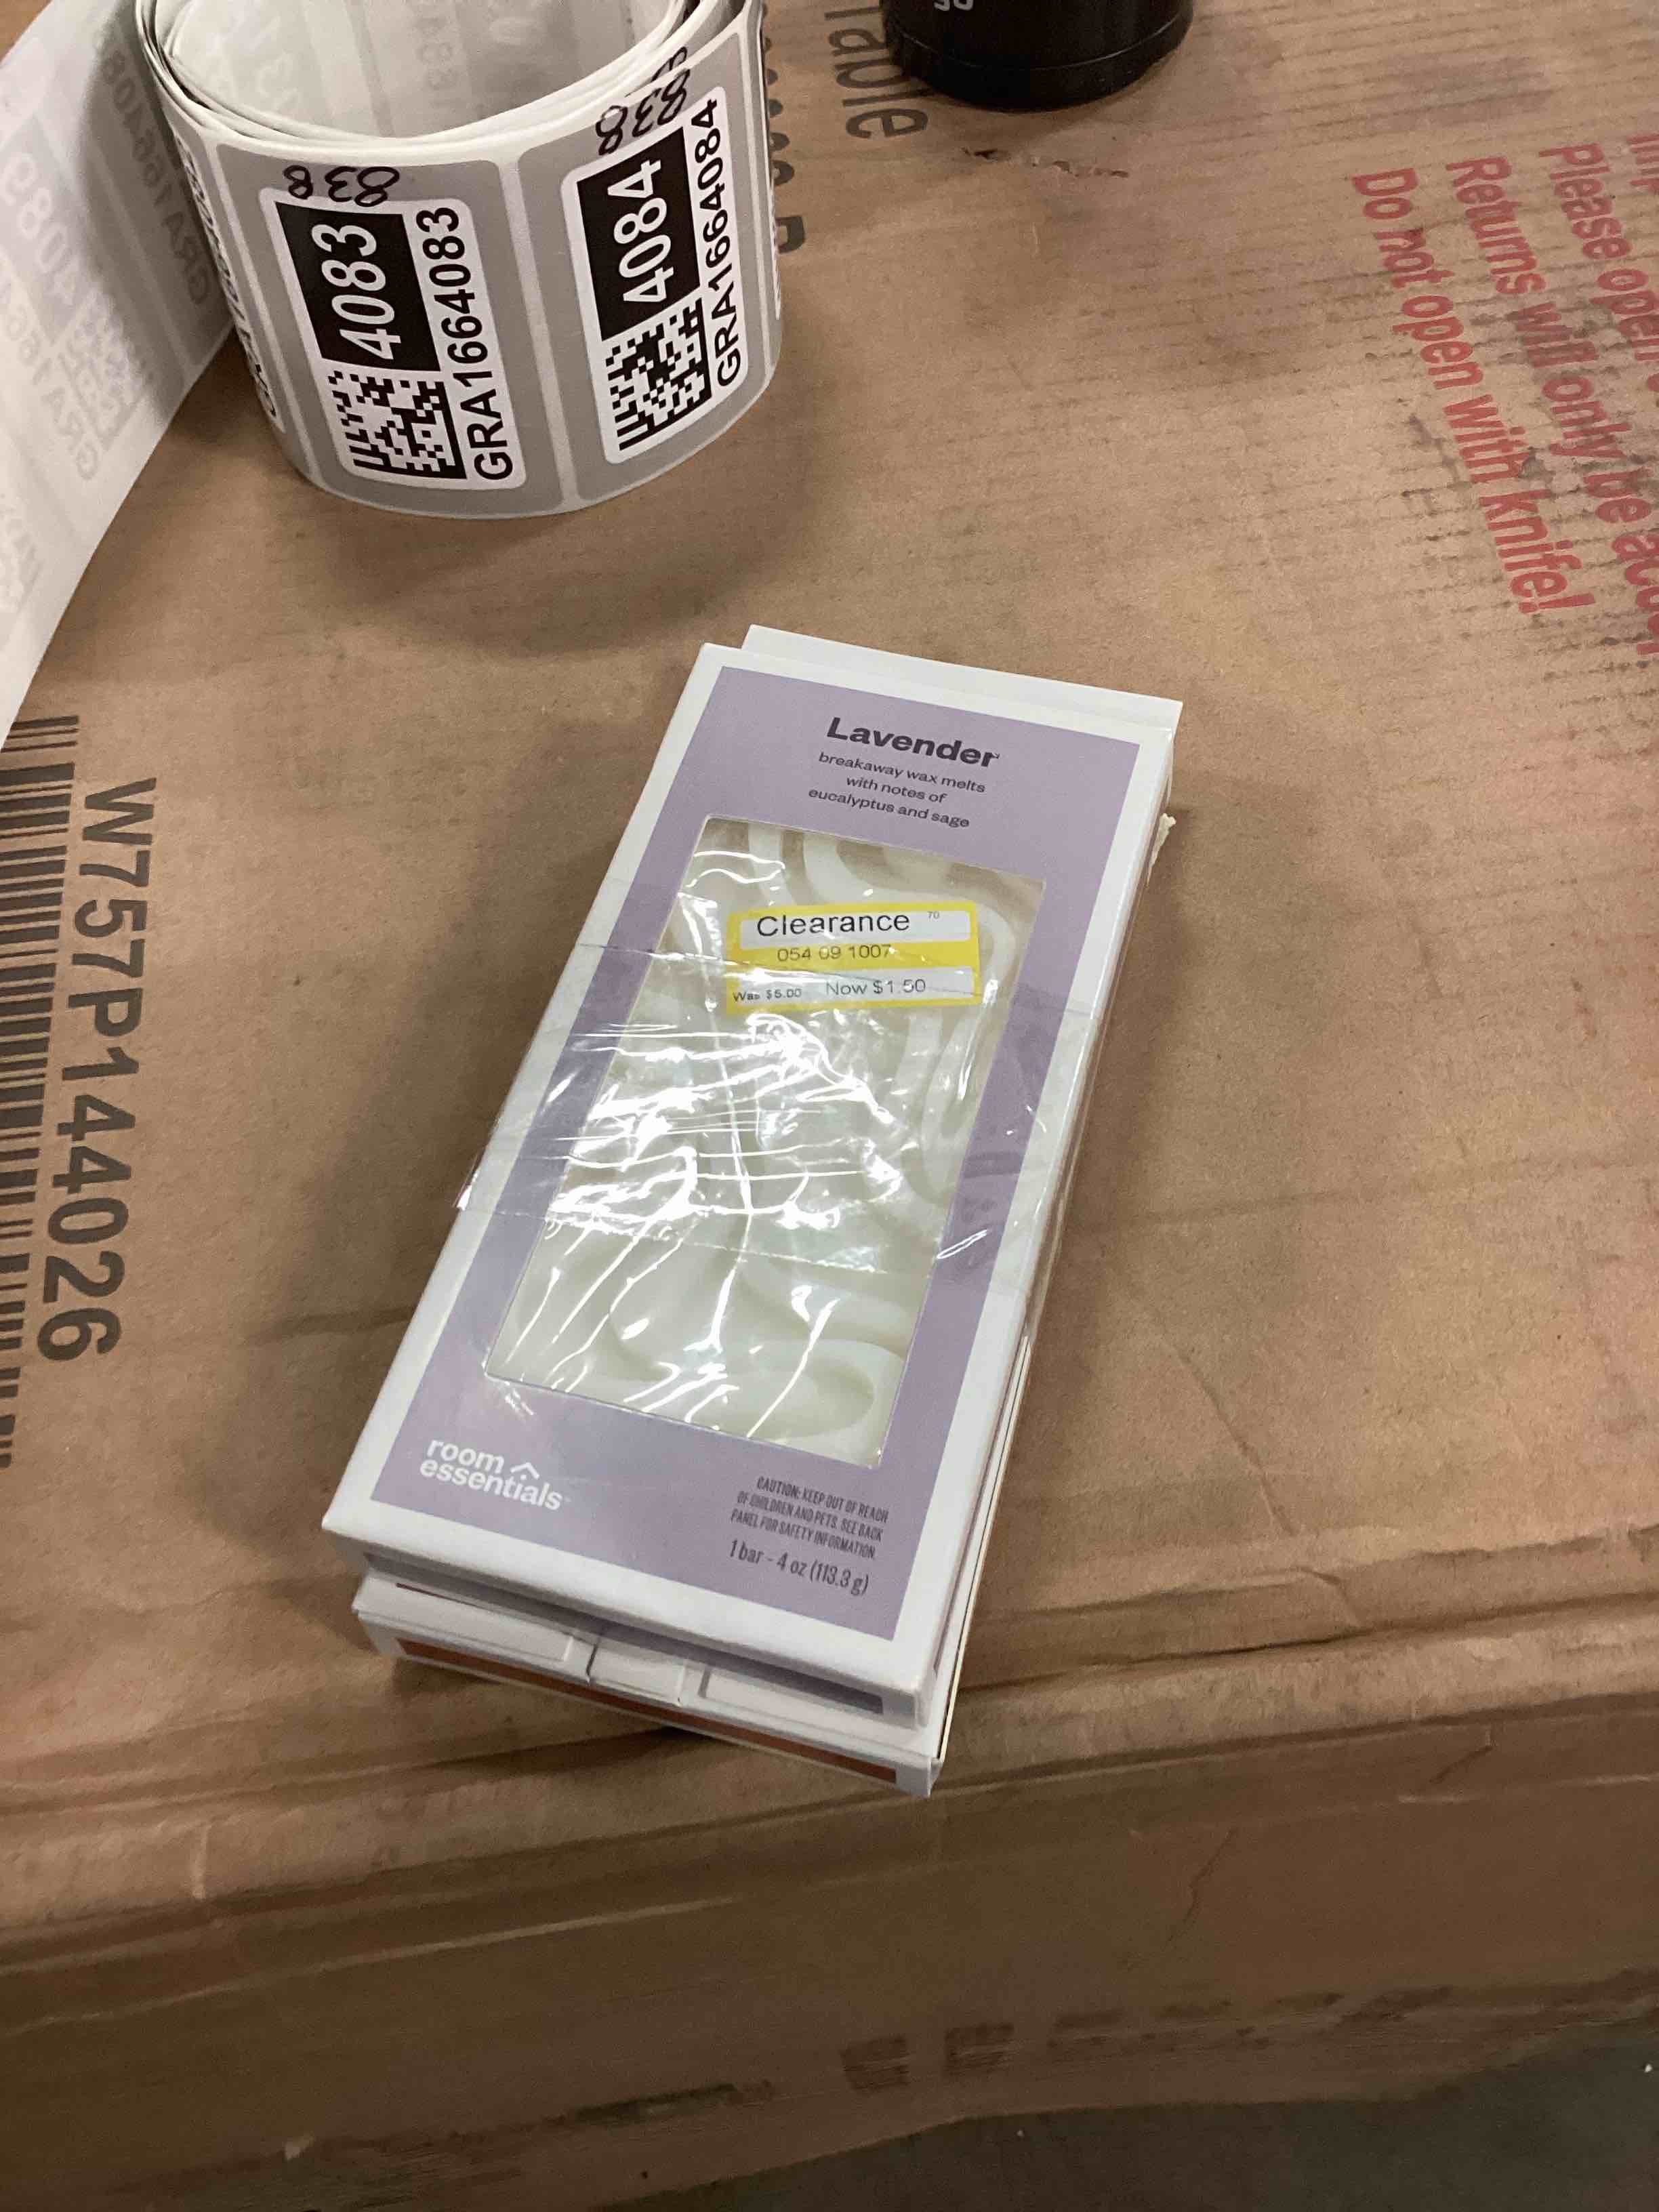 838
4083
GRA1664083
838
4084
GRA1664084
Table
Please open
Returns will only be
Do not open with knife!
W757P144026
Lavender
breakaway wax melts
with notes of
eucalyptus and sage
Clearance 70
054 09 1007
Was $5.00 Now $1.50
room
essentials
CAUTION: KEEP OUT OF REACH
OF CHILDREN AND PETS. SEE BACK
PANEL FOR SAFETY INFORMATION.
1 bar - 4 oz (113.3 g)